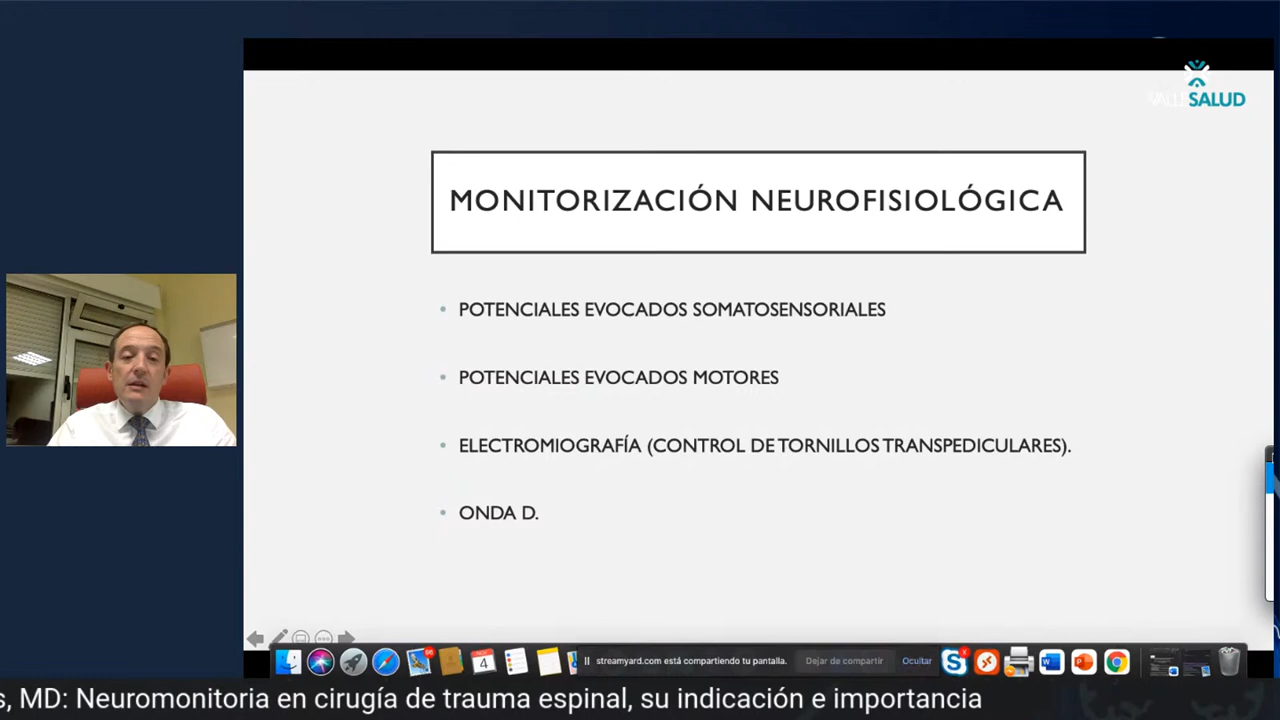 VALLESALUD
MONITORIZACIÓN NEUROFISIOLÓGICA
• POTENCIALES EVOCADOS SOMATOSENSORIALES
• POTENCIALES EVOCADOS MOTORES
• ELECTROMIOGRAFÍA (CONTROL DE TORNILLOS TRANSPEDICULARES).
• ONDA D.
streamyard.com está compartiendo tu pantalla.
Dejar de compartir
Ocultar
s, MD: Neuromonitoria en cirugía de trauma espinal, su indicación e importancia